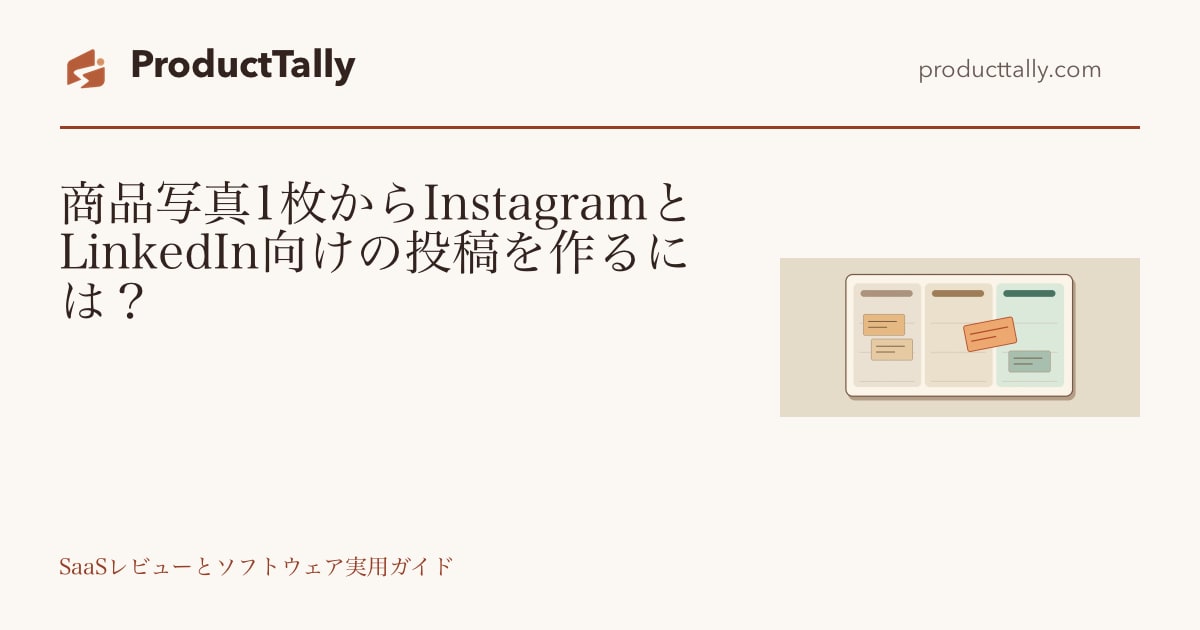 ProductTally
producttally.com
商品写真1枚からInstagramと
LinkedIn向けの投稿を作るに
は？
SaaSレビューとソフトウェア実用ガイド